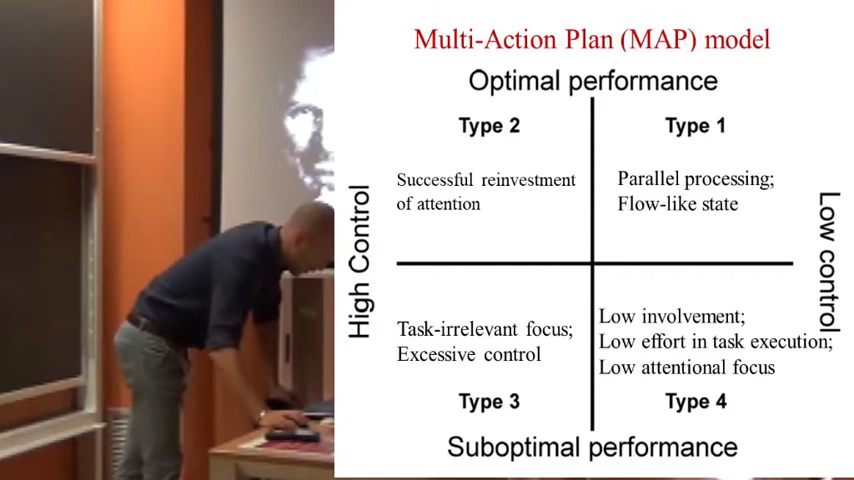 Multi-Action Plan (MAP) model
Optimal performance
Type 2
Type 1
Successful reinvestment
of attention
Parallel processing;
Flow-like state
High Control
Low control
Task-irrelevant focus;
Excessive control
Low involvement;
Low effort in task execution;
Low attentional focus
Type 3
Type 4
Suboptimal performance